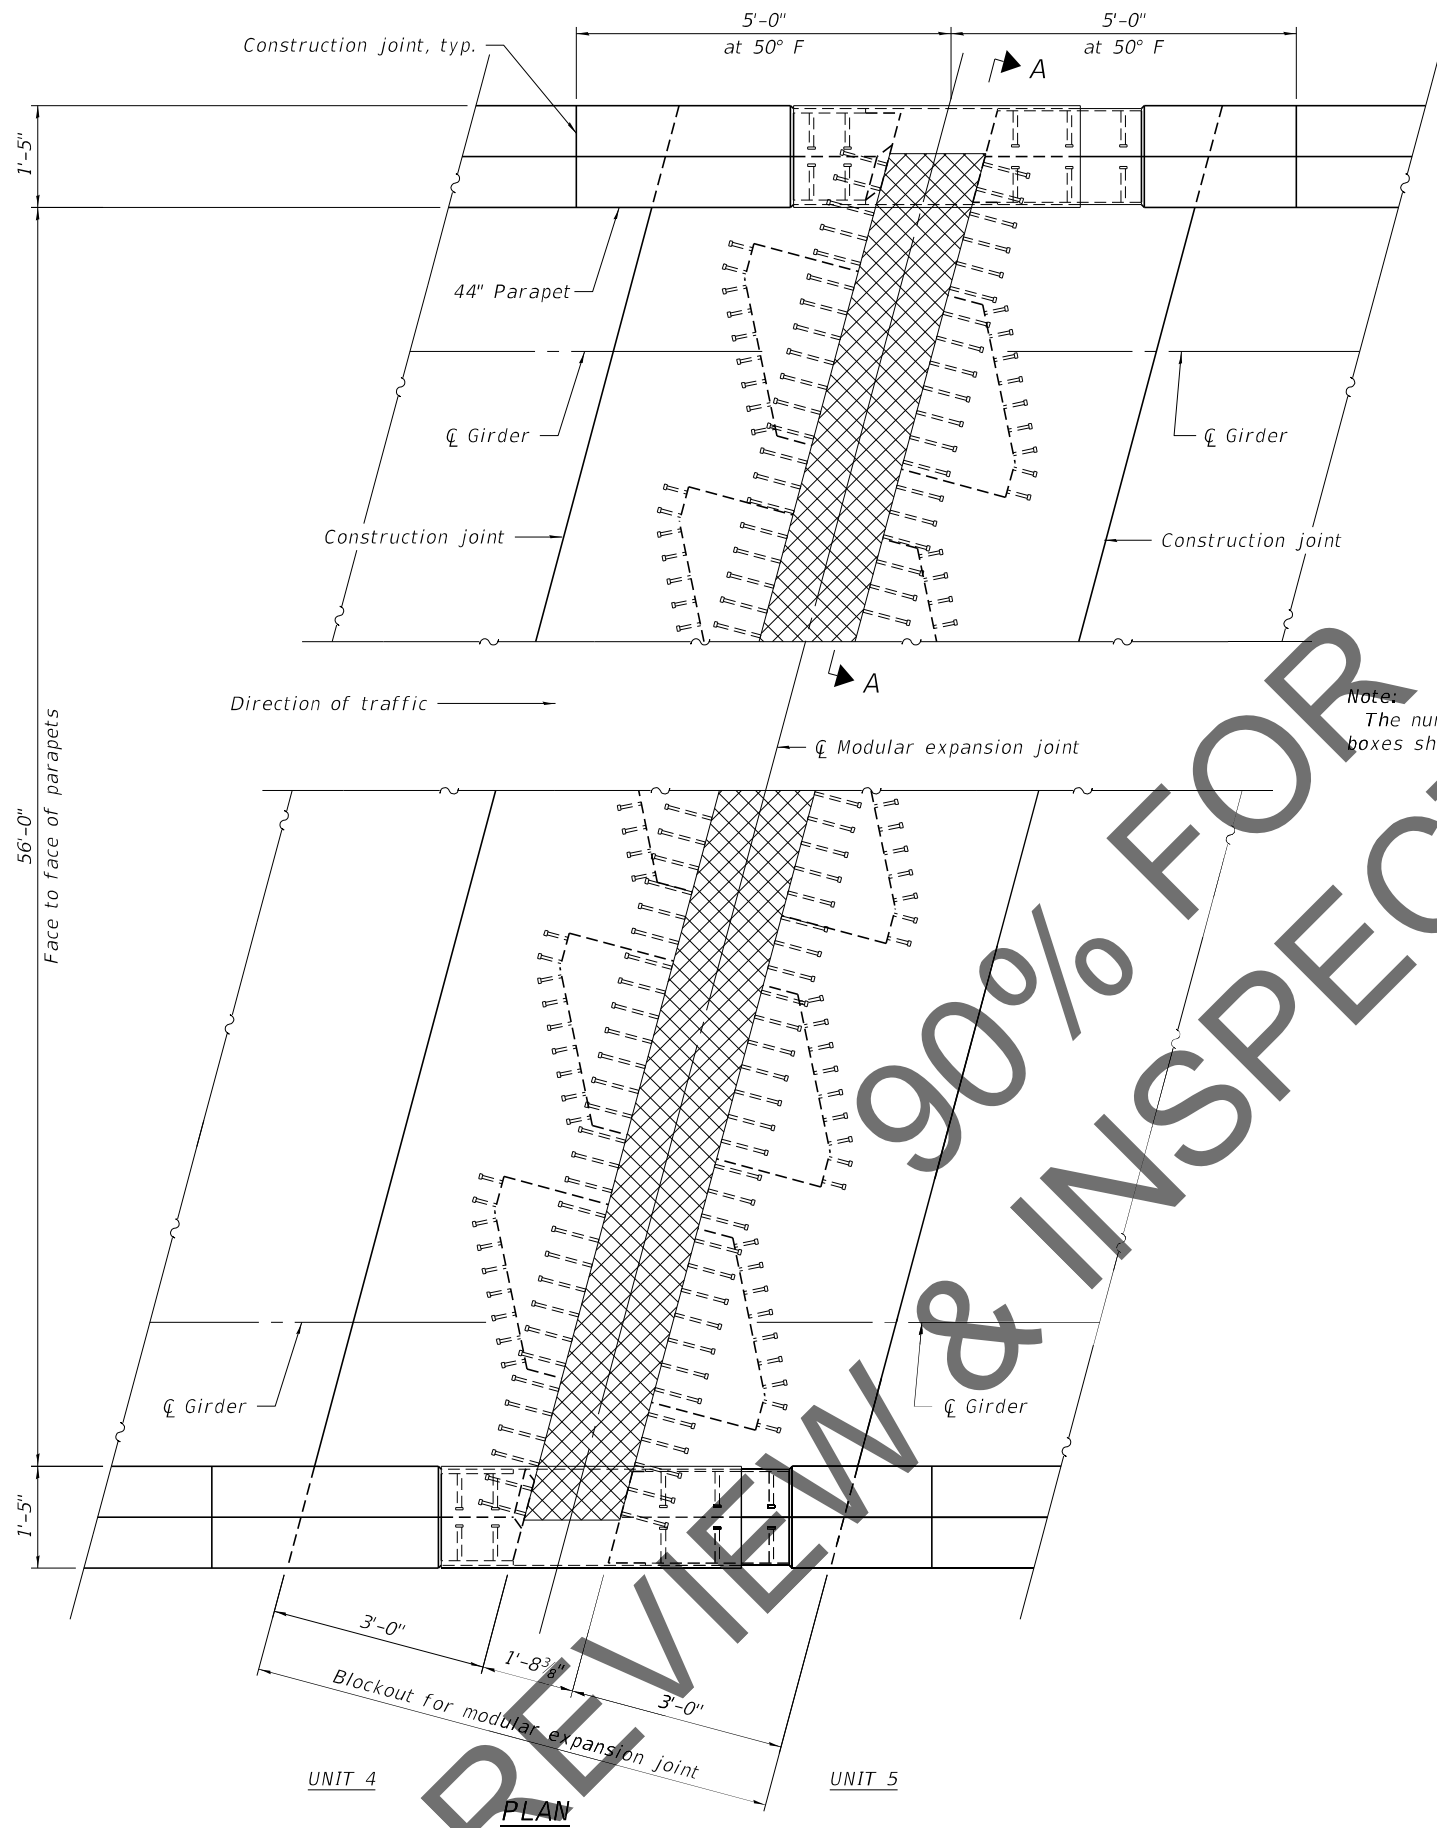 5'-0"
at 50° F
5'-0"
at 50° F
Construction joint, typ.
A
1'-5"
44" Parapet
℄ Girder
℄ Girder
Construction joint
Construction joint
A
Direction of traffic
℄ Modular expansion joint
Note:
The
boxes
56'-0"
Face to face of parapets
90% FOR
REVIEW & INSPEC
℄ Girder
℄ Girder
1'-5"
3'-0"
1'-8⅜"
3'-0"
Blockout for modular expansion joint
UNIT 4
UNIT 5
PLAN